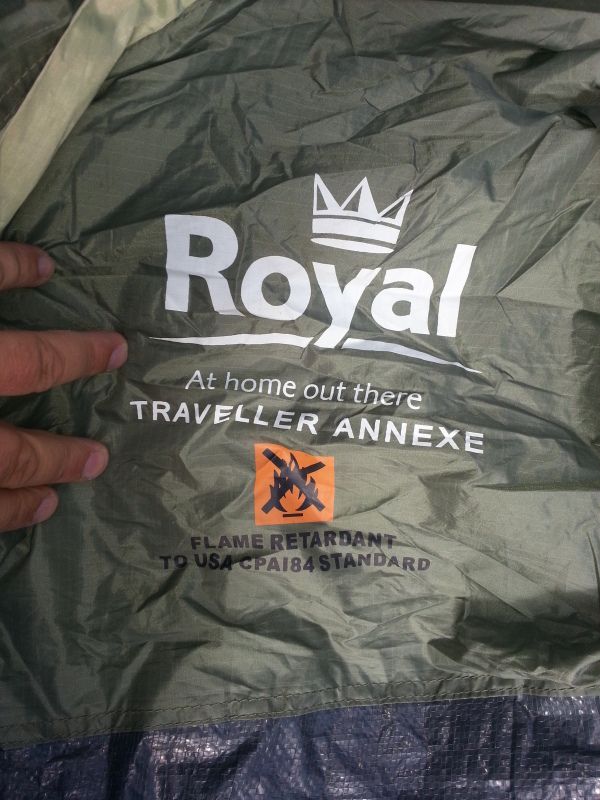 Royal
At home out there
TRAVELLER ANNEXE
FLAME RETARDANT
TO USA CPAI84 STANDARD